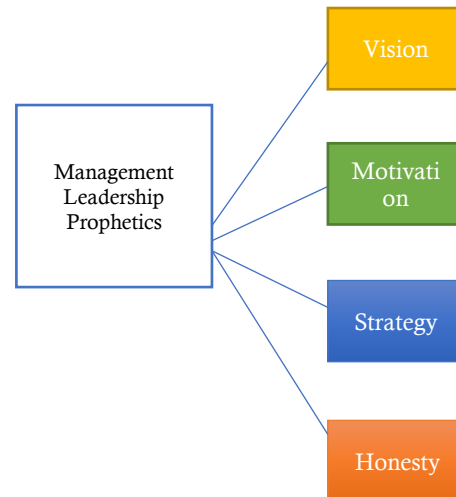 Vision
Management
Leadership
Prophetics
Motivati
on
Strategy
Honesty